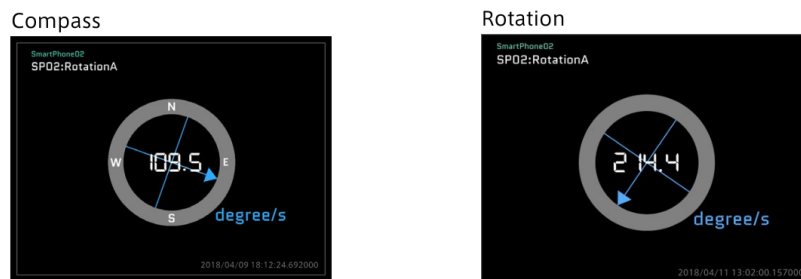 Compass
SmartPhone02
SP02:RotationA
N
W
109.5
E
S
degree/s
2018/04/09 18:12:24.692000
Rotation
SmartPhone02
SP02:RotationA
214.4
degree/s
2018/04/11 13:02:00.157000